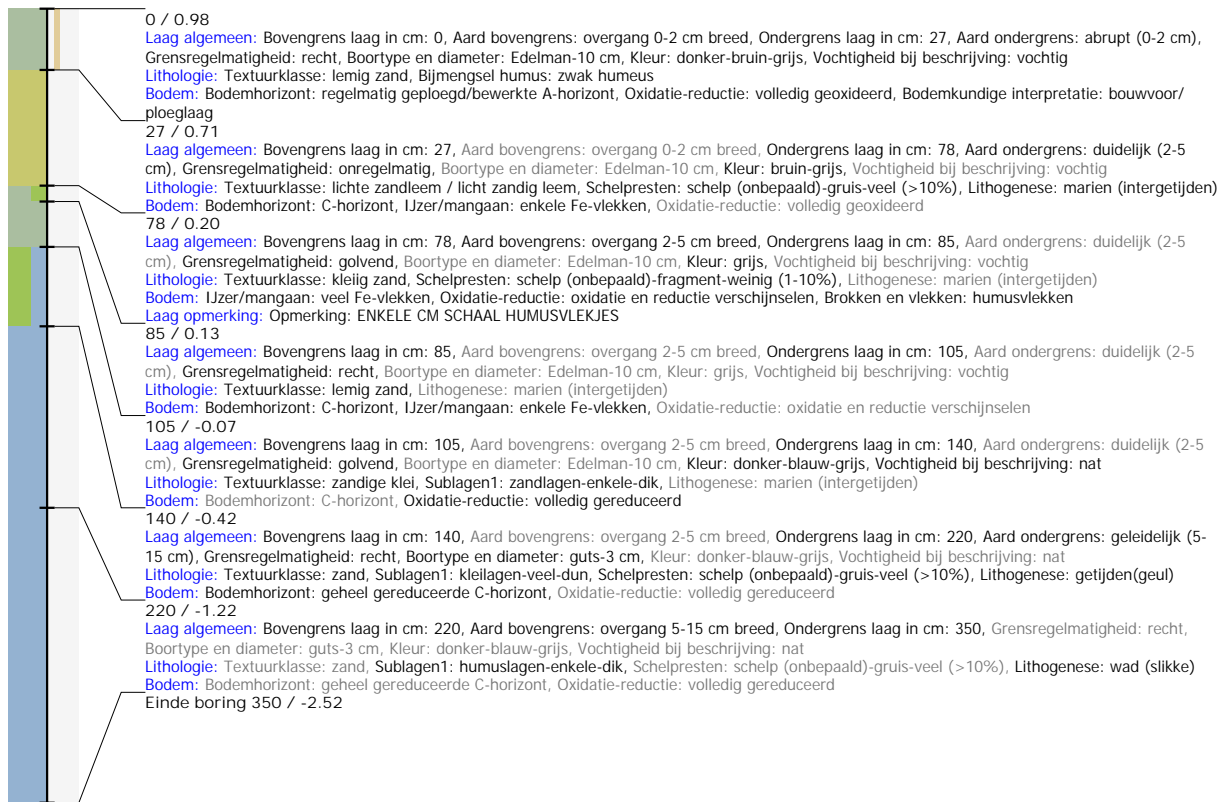 0 / 0.98
Laag algemeen: Bovengrens laag in cm: 0, Aard bovengrens: overgang 0-2 cm breed, Ondergrens laag in cm: 27, Aard ondergrens: abrupt (0-2 cm),
Grensregelmatigheid: recht, Boortype en diameter: Edelman-10 cm, Kleur: donker-bruin-grijs, Vochtigheid bij beschrijving: vochtig
Lithologie: Textuurklasse: lemig zand, Bijmengsel humus: zwak humeus
Bodem: Bodemhorizont: regelmatig geploegd/bewerkte A-horizont, Oxidatie-reductie: volledig geoxideerd, Bodemkundige interpretatie: bouwvoor/
ploeglaag
27 / 0.71
Laag algemeen: Bovengrens laag in cm: 27, Aard bovengrens: overgang 0-2 cm breed, Ondergrens laag in cm: 78, Aard ondergrens: duidelijk (2-5
cm), Grensregelmatigheid: onregelmatig, Boortype en diameter: Edelman-10 cm, Kleur: bruin-grijs, Vochtigheid bij beschrijving: vochtig
Lithologie: Textuurklasse: lichte zandleem / licht zandig leem, Schelpresten: schelp (onbepaald)-gruis-veel (>10%), Lithogenese: marien (intergetijden)
Bodem: Bodemhorizont: C-horizont, IJzer/mangaan: enkele Fe-vlekken, Oxidatie-reductie: volledig geoxideerd
78 / 0.20
Laag algemeen: Bovengrens laag in cm: 78, Aard bovengrens: overgang 2-5 cm breed, Ondergrens laag in cm: 85, Aard ondergrens: duidelijk (2-5
cm), Grensregelmatigheid: golvend, Boortype en diameter: Edelman-10 cm, Kleur: grijs, Vochtigheid bij beschrijving: vochtig
Lithologie: Textuurklasse: kleiig zand, Schelpresten: schelp (onbepaald)-fragment-weinig (1-10%), Lithogenese: marien (intergetijden)
Bodem: IJzer/mangaan: veel Fe-vlekken, Oxidatie-reductie: oxidatie en reductie verschijnselen, Brokken en vlekken: humusvlekken
Laag opmerking: Opmerking: ENKELE CM SCHAAL HUMUSVLEKJES
85 / 0.13
Laag algemeen: Bovengrens laag in cm: 85, Aard bovengrens: overgang 2-5 cm breed, Ondergrens laag in cm: 105, Aard ondergrens: duidelijk (2-5
cm), Grensregelmatigheid: recht, Boortype en diameter: Edelman-10 cm, Kleur: grijs, Vochtigheid bij beschrijving: vochtig
Lithologie: Textuurklasse: lemig zand, Lithogenese: marien (intergetijden)
Bodem: Bodemhorizont: C-horizont, IJzer/mangaan: enkele Fe-vlekken, Oxidatie-reductie: oxidatie en reductie verschijnselen
105 / -0.07
Laag algemeen: Bovengrens laag in cm: 105, Aard bovengrens: overgang 2-5 cm breed, Ondergrens laag in cm: 140, Aard ondergrens: duidelijk (2-5
cm), Grensregelmatigheid: golvend, Boortype en diameter: Edelman-10 cm, Kleur: donker-blauw-grijs, Vochtigheid bij beschrijving: nat
Lithologie: Textuurklasse: zandige klei, Sublagen1: zandlagen-enkele-dik, Lithogenese: marien (intergetijden)
Bodem: Bodemhorizont: C-horizont, Oxidatie-reductie: volledig gereduceerd
140 / -0.42
Laag algemeen: Bovengrens laag in cm: 140, Aard bovengrens: overgang 2-5 cm breed, Ondergrens laag in cm: 220, Aard ondergrens: geleidelijk (5-
15 cm), Grensregelmatigheid: recht, Boortype en diameter: guts-3 cm, Kleur: donker-blauw-grijs, Vochtigheid bij beschrijving: nat
Lithologie: Textuurklasse: zand, Sublagen1: kleilagen-veel-dun, Schelpresten: schelp (onbepaald)-gruis-veel (>10%), Lithogenese: getijden(geul)
Bodem: Bodemhorizont: geheel gereduceerde C-horizont, Oxidatie-reductie: volledig gereduceerd
220 / -1.22
Laag algemeen: Bovengrens laag in cm: 220, Aard bovengrens: overgang 5-15 cm breed, Ondergrens laag in cm: 350, Grensregelmatigheid: recht,
Boortype en diameter: guts-3 cm, Kleur: donker-blauw-grijs, Vochtigheid bij beschrijving: nat
Lithologie: Textuurklasse: zand, Sublagen1: humuslagen-enkele-dik, Schelpresten: schelp (onbepaald)-gruis-veel (>10%), Lithogenese: wad (slikke)
Bodem: Bodemhorizont: geheel gereduceerde C-horizont, Oxidatie-reductie: volledig gereduceerd
Einde boring 350 / -2.52